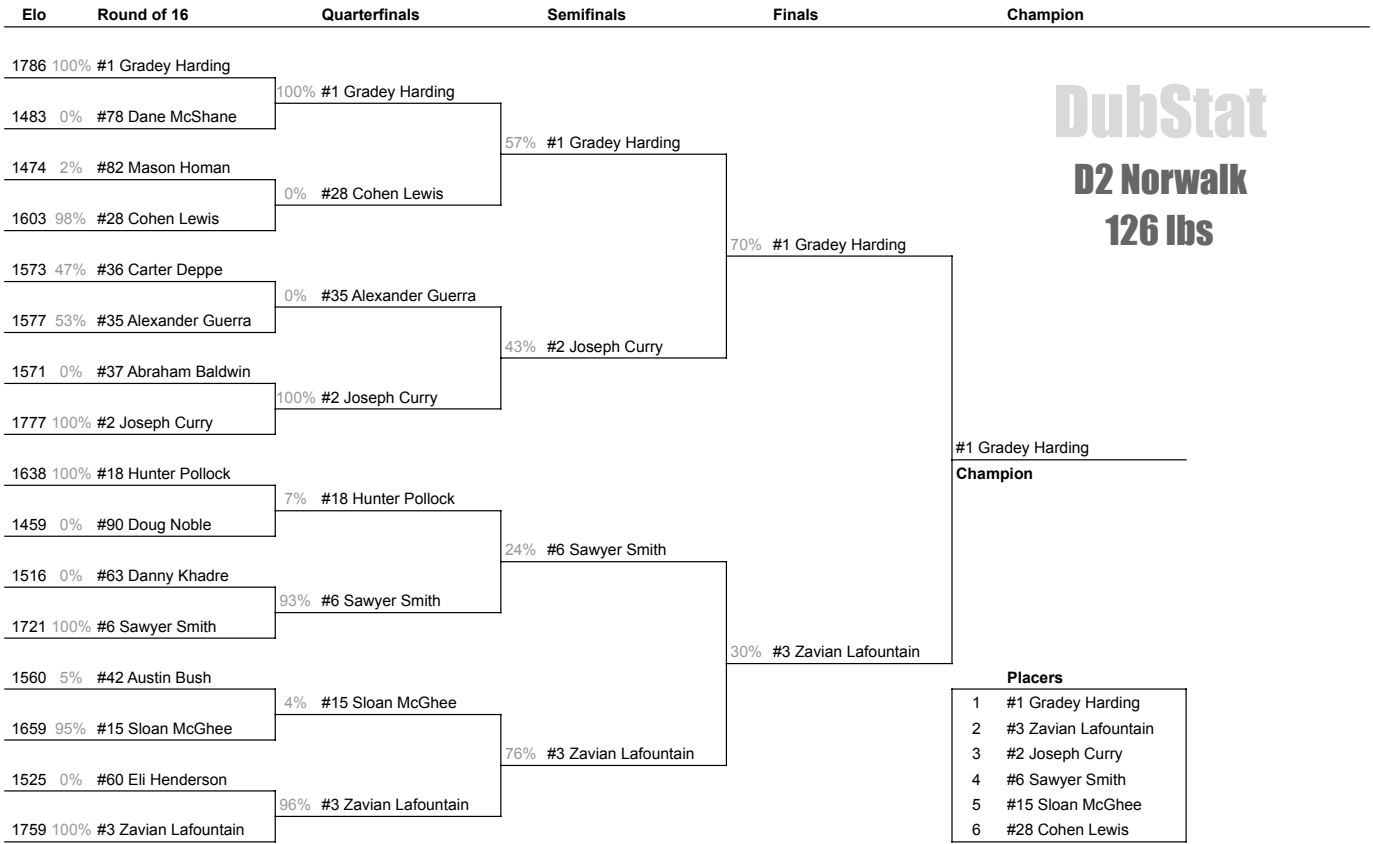 Elo Round of 16 Quarterfinals Semifinals Finals Champion
1786 100% #1 Gradey Harding
100% #1 Gradey Harding
DubStat
1483 0% #78 Dane McShane
57% #1 Gradey Harding
1474 2% #82 Mason Homan
D2 Norwalk
0% #28 Cohen Lewis
1603 98% #28 Cohen Lewis
126 lbs
70% #1 Gradey Harding
1573 47% #36 Carter Deppe
0% #35 Alexander Guerra
1577 53% #35 Alexander Guerra
43% #2 Joseph Curry
1571 0% #37 Abraham Baldwin
100% #2 Joseph Curry
1777 100% #2 Joseph Curry
#1 Gradey Harding
1638 100% #18 Hunter Pollock
Champion
7% #18 Hunter Pollock
1459 0% #90 Doug Noble
24% #6 Sawyer Smith
1516 0% #63 Danny Khadre
93% #6 Sawyer Smith
1721 100% #6 Sawyer Smith
30% #3 Zavian Lafountain
1560 5% #42 Austin Bush
4% #15 Sloan McGhee
1659 95% #15 Sloan McGhee
76% #3 Zavian Lafountain
1525 0% #60 Eli Henderson
96% #3 Zavian Lafountain
1759 100% #3 Zavian Lafountain
Placers
1 #1 Gradey Harding
2 #3 Zavian Lafountain
3 #2 Joseph Curry
4 #6 Sawyer Smith
5 #15 Sloan McGhee
6 #28 Cohen Lewis